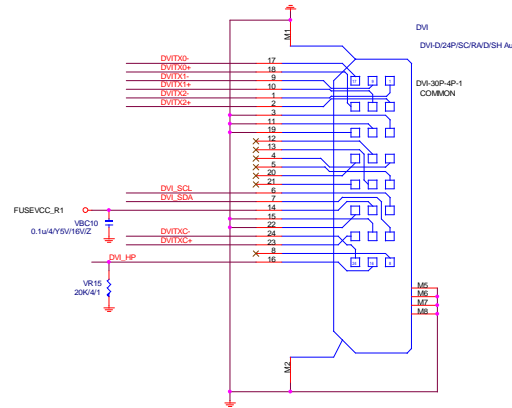 DVI
M1
DVI-D/24P/SC/RA/D/SH Au
DVITX0- 17
DVITX0+ 18
DVITX1- 9
DVITX1+ 10
DVITX2- 1
DVITX2+ 2
3
11
19
12
13
4
5
20
21
DVI_SCL 6
DVI_SDA 7
FUSEVCC_R1 14
15
22
DVITXC- 24
DVITXC+ 23
8
DVI_HP 16
DVI-30P-4P-1
COMMON
17 9 1
VBC10
0.1u/4/Y5V/16V/Z
VR15
20K/4/1
M5
M6
M7
M8
M2